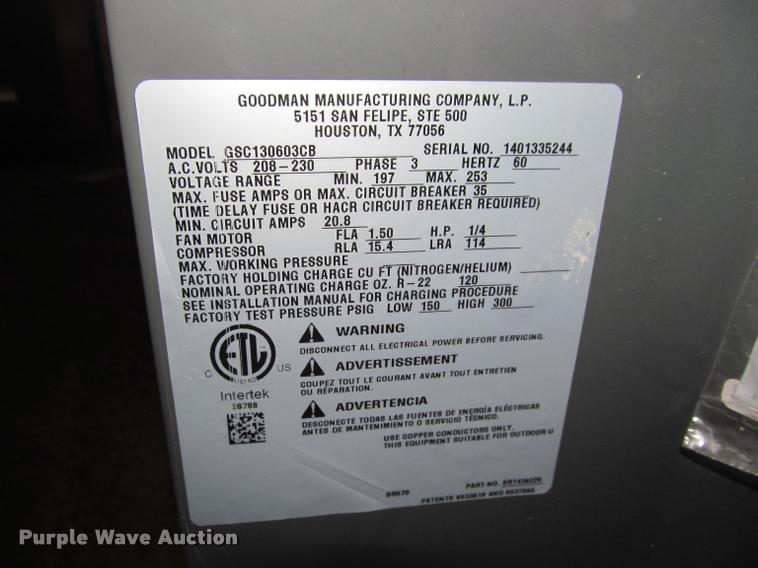 GOODMAN MANUFACTURING COMPANY, L.P.
5151 SAN FELIPE, STE 500
HOUSTON, TX 77056
MODEL GSC130603CB SERIAL NO. 1401335244
A.C.VOLTS 208-230 PHASE 3 HERTZ 60
VOLTAGE RANGE MIN. 197 MAX. 253
MAX. FUSE AMPS OR MAX. CIRCUIT BREAKER 35
(TIME DELAY FUSE OR HACR CIRCUIT BREAKER REQUIRED)
MIN. CIRCUIT AMPS 20.8
FAN MOTOR FLA 1.50 H.P. 1/4
COMPRESSOR RLA 15.4 LRA 114
MAX. WORKING PRESSURE
FACTORY HOLDING CHARGE CU FT (NITROGEN/HELIUM)
NOMINAL OPERATING CHARGE OZ. R-22 120
SEE INSTALLATION MANUAL FOR CHARGING PROCEDURE
FACTORY TEST PRESSURE PSIG LOW 150 HIGH 300
WARNING
DISCONNECT ALL ELECTRICAL POWER BEFORE SERVICING.
C ETL US
LISTED
ADVERTISSEMENT
COUPEZ TOUT LE COURANT AVANT TOUT ENTRETIEN
OU RÉPARATION.
Intertek
28788
ADVERTENCIA
DESCONECTE TODAS LAS FUENTES DE ENERGÍA ELÉCTRICAS
ANTES DE MANTENIMIENTO O SERVICIO TÉCNICO.
USE COPPER CONDUCTORS ONLY.
THIS EQUIPMENT SUITABLE FOR OUTDOOR U
PART NO.
PATENTS AND
Purple Wave Auction